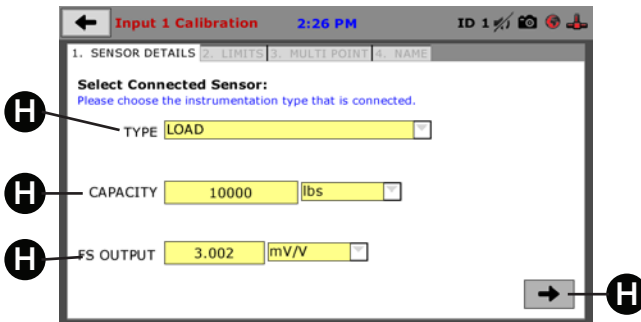 Input 1 Calibration 2:26 PM ID 1
1. SENSOR DETAILS 2. LIMITS 3. MULTI POINT 4. NAME
Select Connected Sensor:
Please choose the instrumentation type that is connected.
H TYPE LOAD
H CAPACITY 10000 lbs
H FS OUTPUT 3.002 mV/V
H